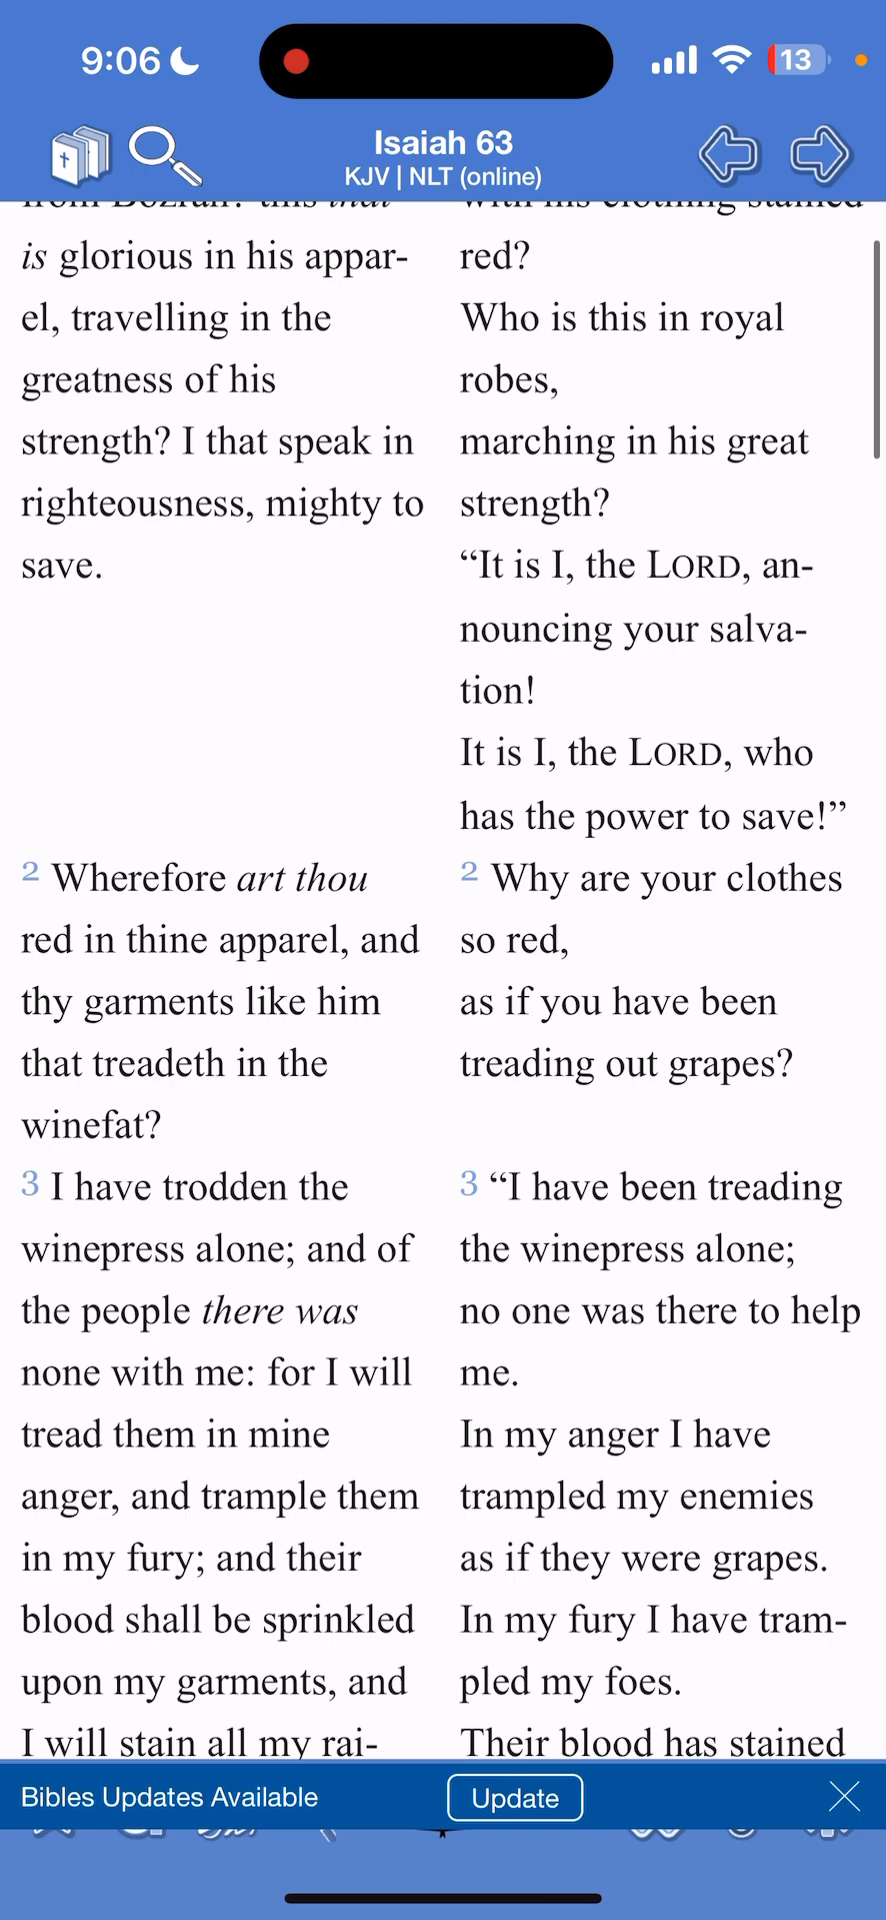 9:06
13
Isaiah 63
KJV | NLT (online)
from Bozrah? this that
is glorious in his appar-
el, travelling in the
greatness of his
strength? I that speak in
righteousness, mighty to
save.
2 Wherefore art thou
red in thine apparel, and
thy garments like him
that treadeth in the
winefat?
3 I have trodden the
winepress alone; and of
the people there was
none with me: for I will
tread them in mine
anger, and trample them
in my fury; and their
blood shall be sprinkled
upon my garments, and
I will stain all my rai-
with his clothing stained
red?
Who is this in royal
robes,
marching in his great
strength?
“It is I, the LORD, an-
nouncing your salva-
tion!
It is I, the LORD, who
has the power to save!”
2 Why are your clothes
so red,
as if you have been
treading out grapes?
3 “I have been treading
the winepress alone;
no one was there to help
me.
In my anger I have
trampled my enemies
as if they were grapes.
In my fury I have tram-
pled my foes.
Their blood has stained
Bibles Updates Available
Update